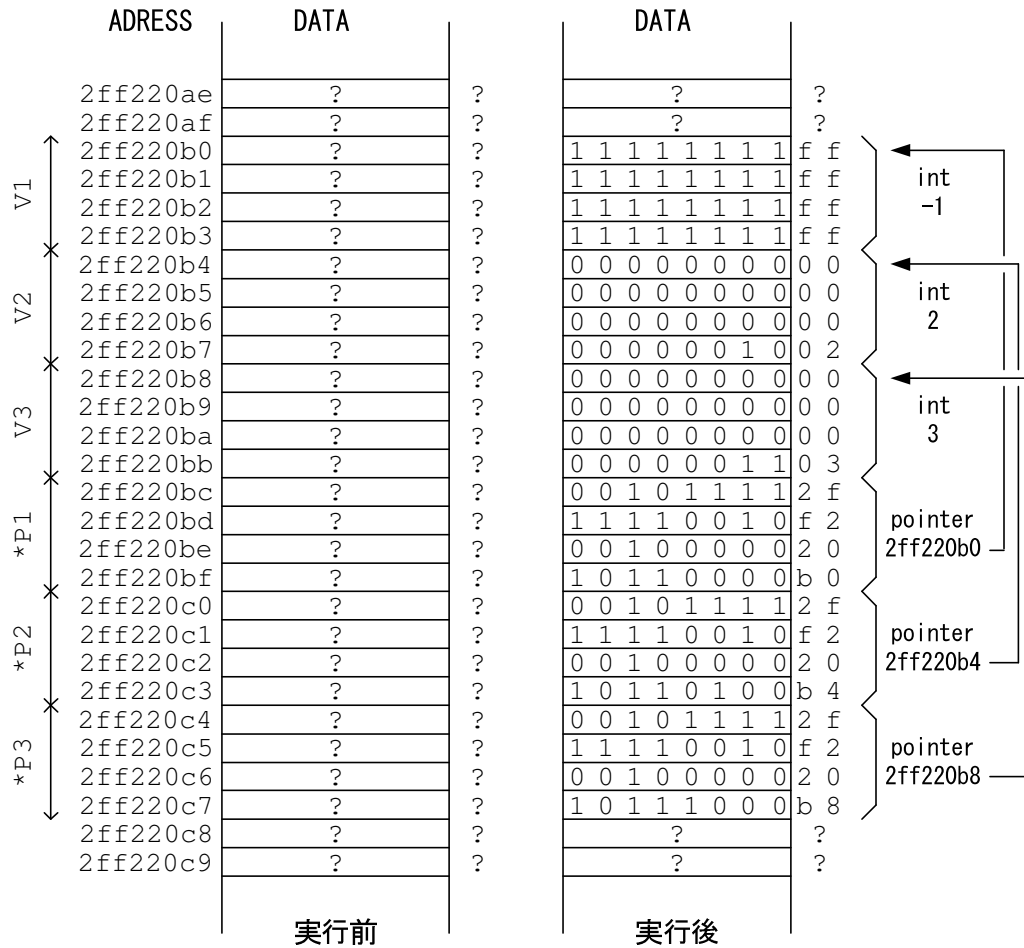 ADRESS DATA DATA
2ff220ae ? ? ? ?
2ff220af ? ? ? ?
2ff220b0 ? ? 1 1 1 1 1 1 1 1 f f
2ff220b1 ? ? 1 1 1 1 1 1 1 1 f f
2ff220b2 ? ? 1 1 1 1 1 1 1 1 f f
2ff220b3 ? ? 1 1 1 1 1 1 1 1 f f
V1
int
-1
2ff220b4 ? ? 0 0 0 0 0 0 0 0 0 0
2ff220b5 ? ? 0 0 0 0 0 0 0 0 0 0
2ff220b6 ? ? 0 0 0 0 0 0 0 0 0 0
2ff220b7 ? ? 0 0 0 0 0 0 1 0 0 2
V2
int
2
2ff220b8 ? ? 0 0 0 0 0 0 0 0 0 0
2ff220b9 ? ? 0 0 0 0 0 0 0 0 0 0
2ff220ba ? ? 0 0 0 0 0 0 0 0 0 0
2ff220bb ? ? 0 0 0 0 0 0 1 1 0 3
V3
int
3
2ff220bc ? ? 0 0 1 0 1 1 1 1 2 f
2ff220bd ? ? 1 1 1 1 0 0 1 0 f 2
2ff220be ? ? 0 0 1 0 0 0 0 0 2 0
2ff220bf ? ? 1 0 1 1 0 0 0 0 b 0
*P1
pointer
2ff220b0
2ff220c0 ? ? 0 0 1 0 1 1 1 1 2 f
2ff220c1 ? ? 1 1 1 1 0 0 1 0 f 2
2ff220c2 ? ? 0 0 1 0 0 0 0 0 2 0
2ff220c3 ? ? 1 0 1 1 0 1 0 0 b 4
*P2
pointer
2ff220b4
2ff220c4 ? ? 0 0 1 0 1 1 1 1 2 f
2ff220c5 ? ? 1 1 1 1 0 0 1 0 f 2
2ff220c6 ? ? 0 0 1 0 0 0 0 0 2 0
2ff220c7 ? ? 1 0 1 1 1 0 0 0 b 8
*P3
pointer
2ff220b8
2ff220c8 ? ? ? ?
2ff220c9 ? ? ? ?
実行前 実行後